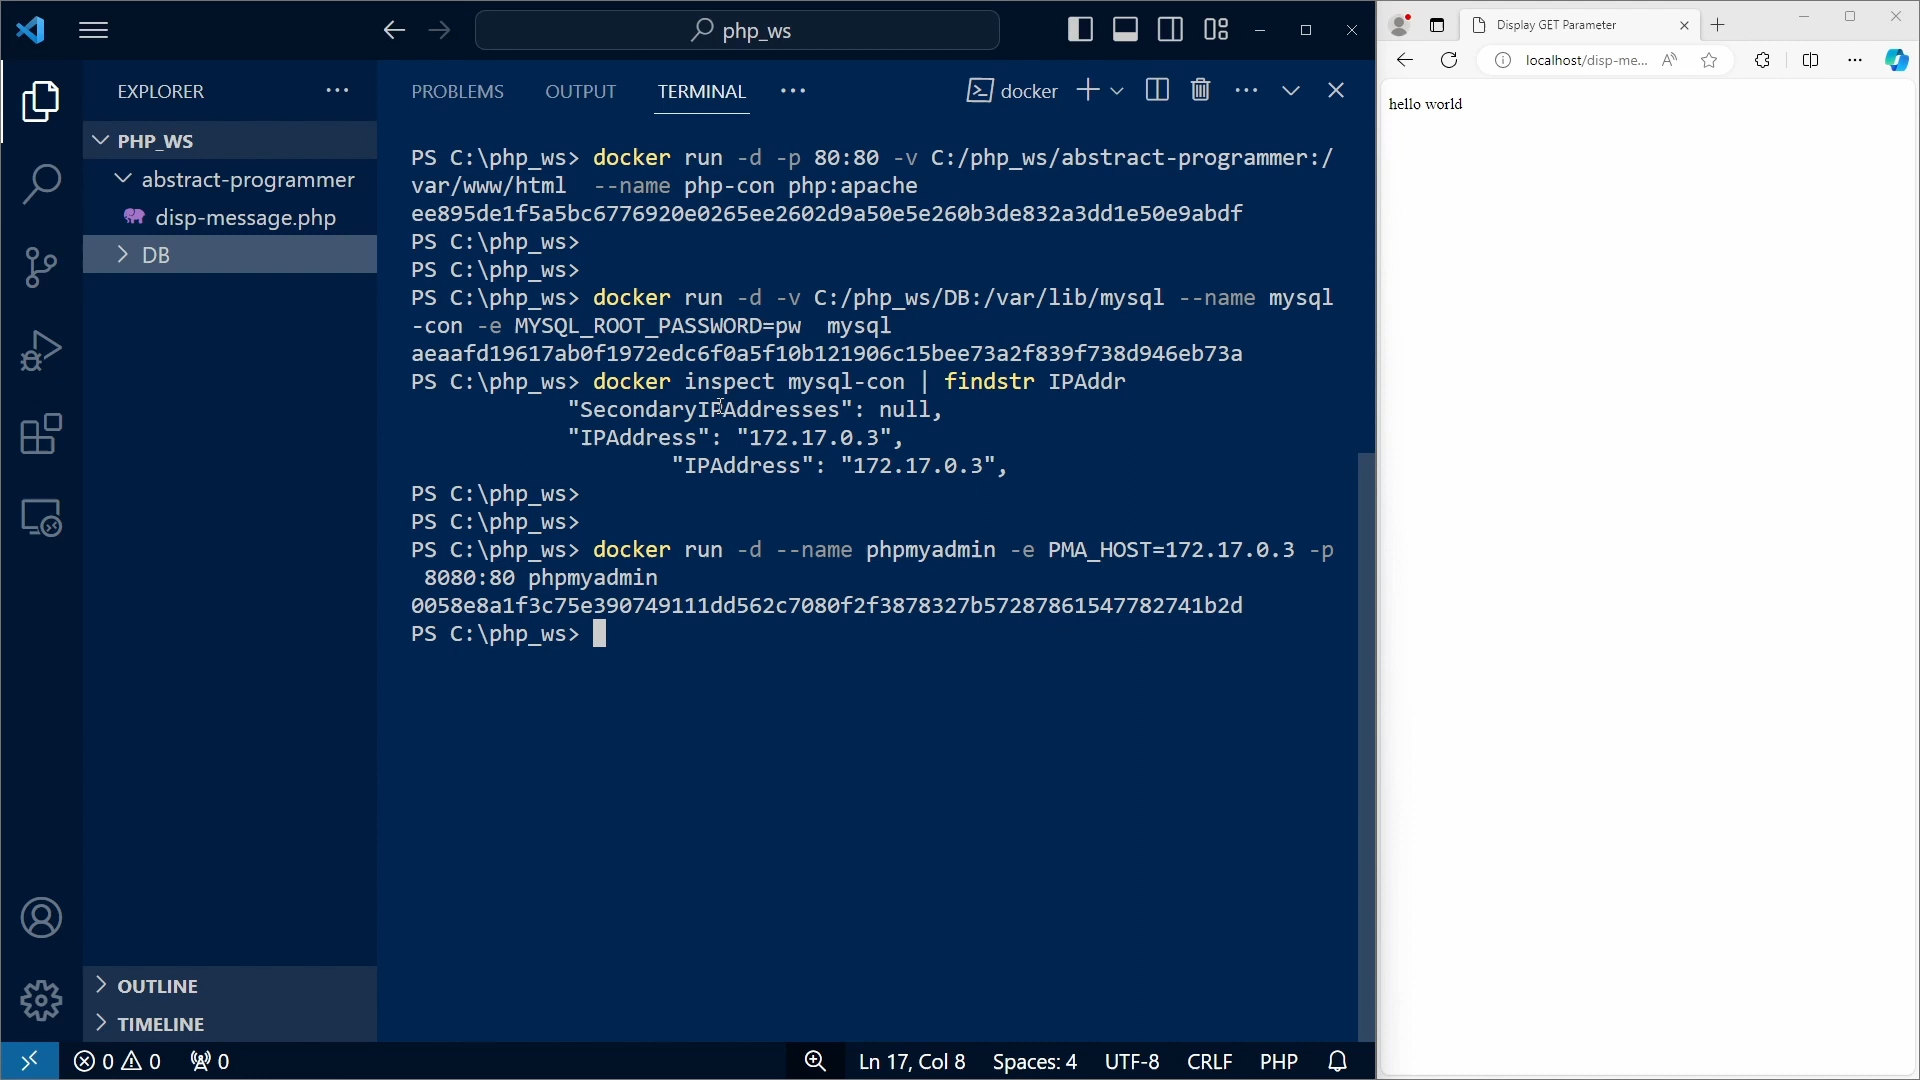 php_ws
EXPLORER
PHP_WS
abstract-programmer
disp-message.php
DB
OUTLINE
TIMELINE
PROBLEMS
OUTPUT
TERMINAL
docker
PS C:\php_ws> docker run -d -p 80:80 -v C:/php_ws/abstract-programmer:/
var/www/html  --name php-con php:apache
ee895de1f5a5bc6776920e0265ee2602d9a50e5e260b3de832a3dd1e50e9abdf
PS C:\php_ws>
PS C:\php_ws>
PS C:\php_ws> docker run -d -v C:/php_ws/DB:/var/lib/mysql --name mysql
-con -e MYSQL_ROOT_PASSWORD=pw  mysql
aeaafd19617ab0f1972edc6f0a5f10b121906c15bee73a2f839f738d946eb73a
PS C:\php_ws> docker inspect mysql-con | findstr IPAddr
"SecondaryIPAddresses": null,
"IPAddress": "172.17.0.3",
"IPAddress": "172.17.0.3",
PS C:\php_ws>
PS C:\php_ws>
PS C:\php_ws> docker run -d --name phpmyadmin -e PMA_HOST=172.17.0.3 -p
8080:80 phpmyadmin
0058e8a1f3c75e390749111dd562c7080f2f3878327b57287861547782741b2d
PS C:\php_ws>
0 0 0
Ln 17, Col 8
Spaces: 4
UTF-8
CRLF
PHP
Display GET Parameter
localhost/disp-me...
hello world